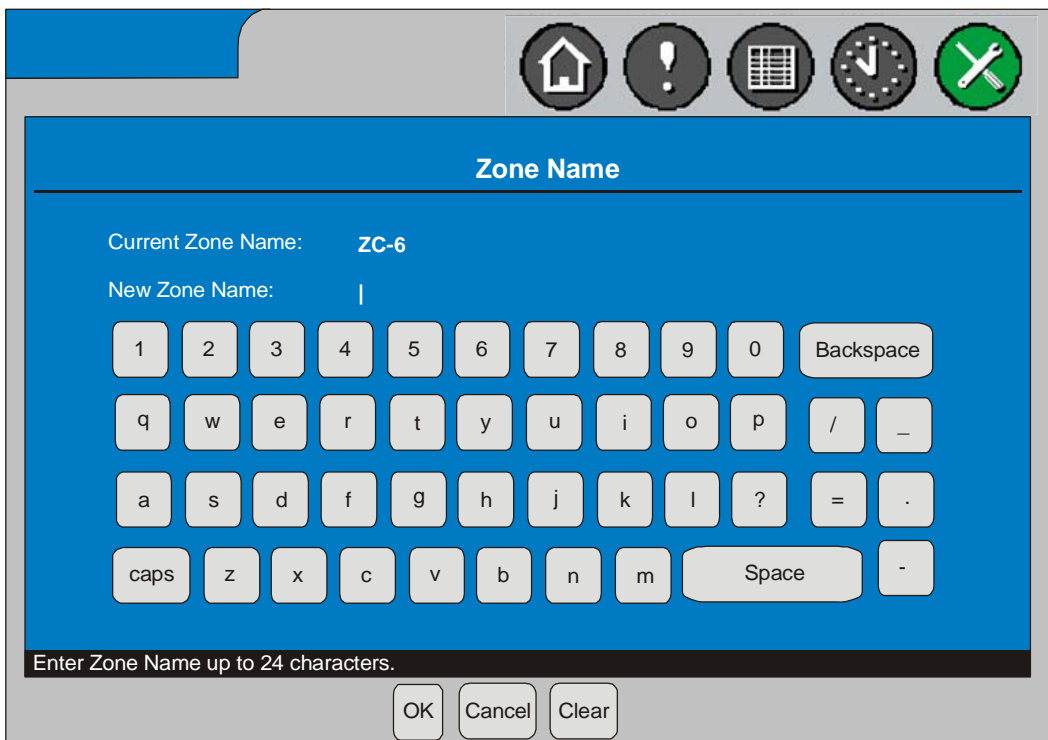 Zone Name
Current Zone Name: ZC-6
New Zone Name: |
1 2 3 4 5 6 7 8 9 0 Backspace
q w e r t y u i o p / _
a s d f g h j k l ? = .
caps z x c v b n m Space -
Enter Zone Name up to 24 characters.
OK Cancel Clear